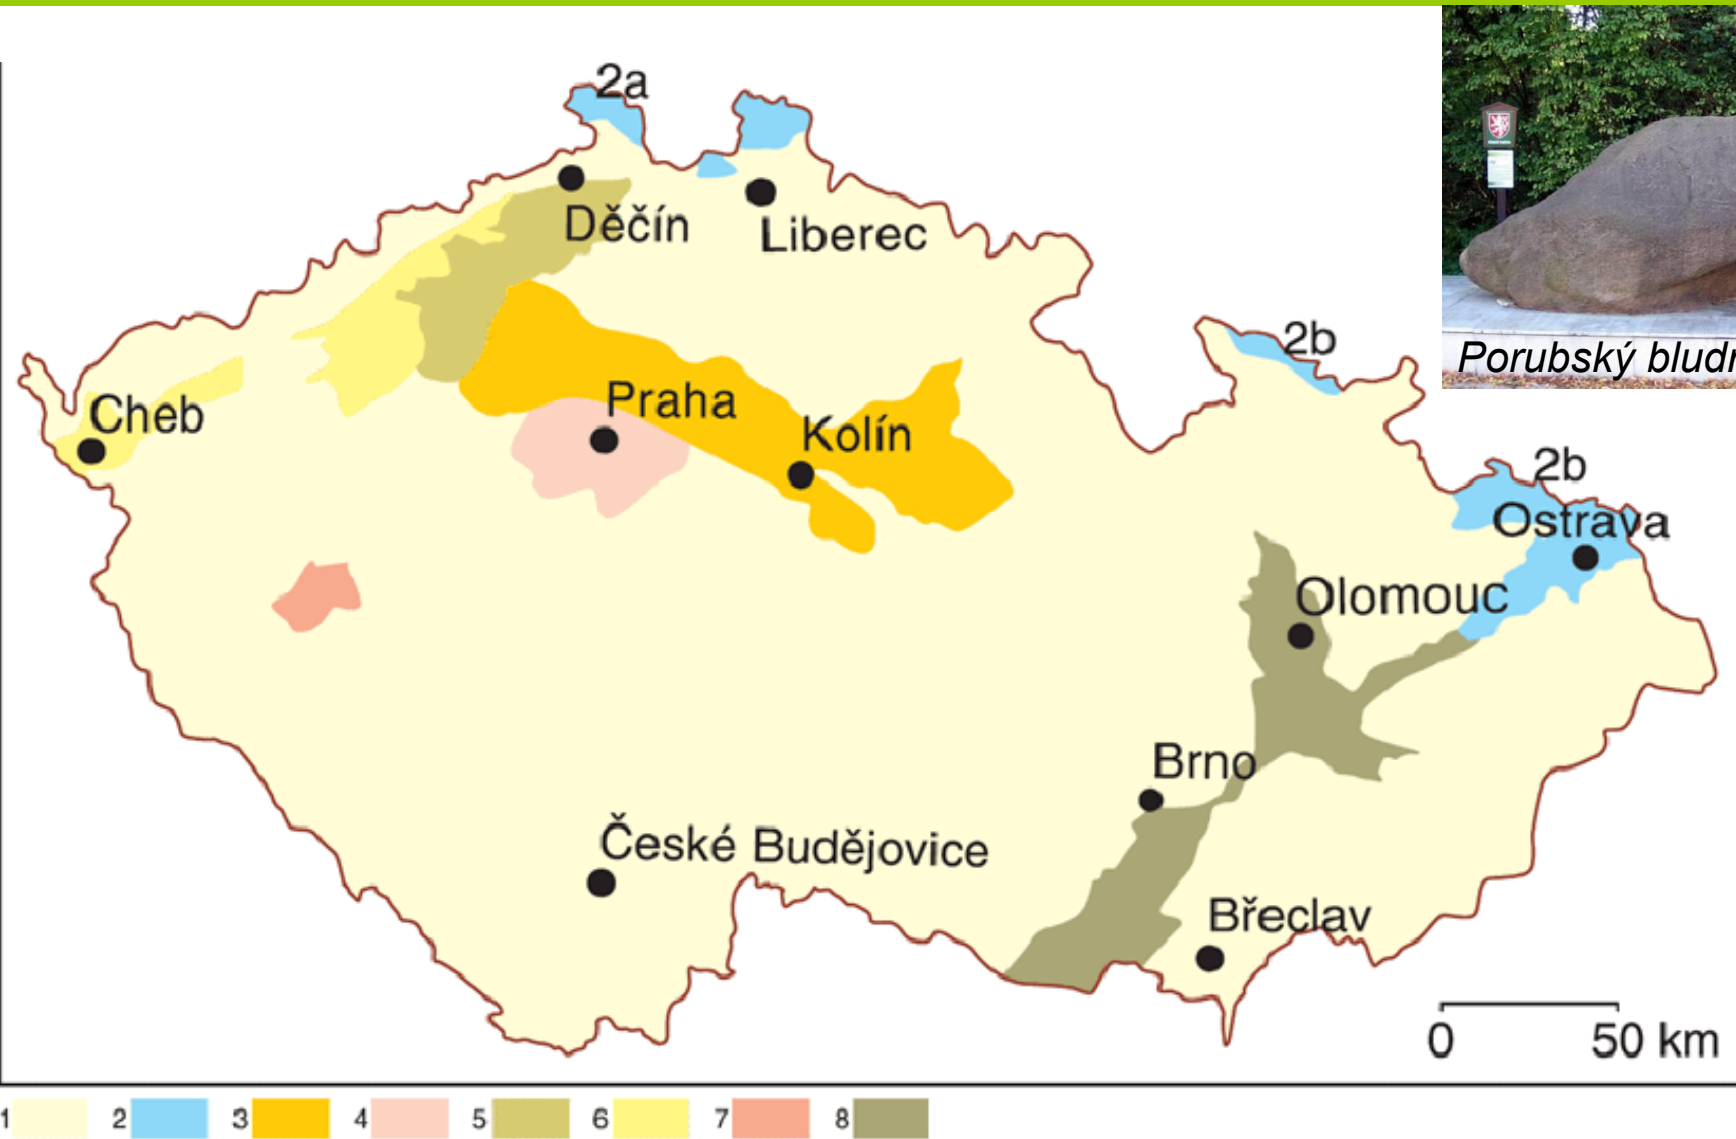 2a
Děčín
Liberec
2b
Porubský
Cheb
Praha
Kolín
2b
Ostrava
Olomouc
Brno
České Budějovice
Břeclav
0 50 km
1 2 3 4 5 6 7 8